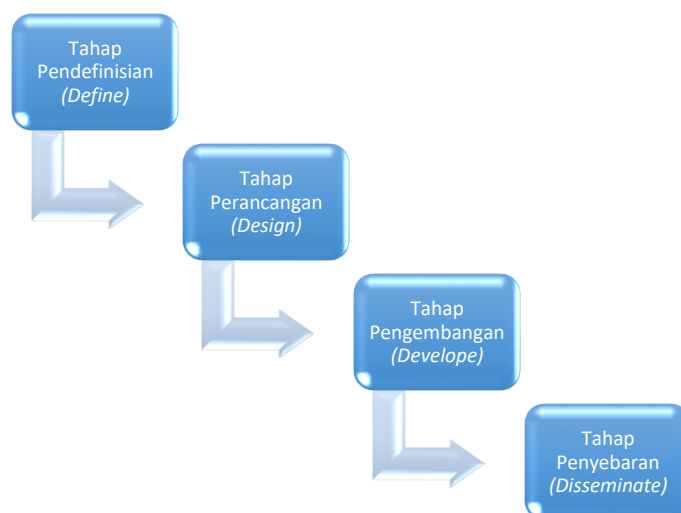 Tahap
Pendefinisian
(Define)
Tahap
Perancangan
(Design)
Tahap
Pengembangan
(Develope)
Tahap
Penyebaran
(Disseminate)